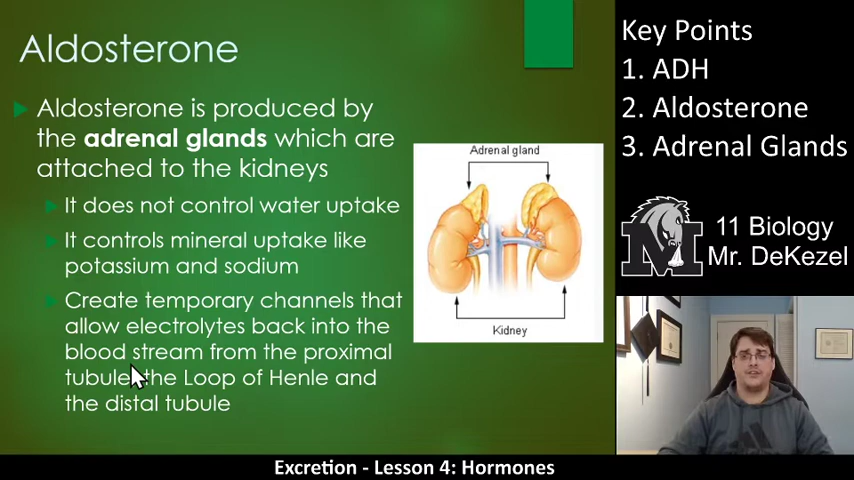 Aldosterone
Aldosterone is produced by
the adrenal glands which are
attached to the kidneys
It does not control water uptake
It controls mineral uptake like
potassium and sodium
Create temporary channels that
allow electrolytes back into the
blood stream from the proximal
tubule, the Loop of Henle and
the distal tubule
Adrenal gland
Kidney
Key Points
1. ADH
2. Aldosterone
3. Adrenal Glands
M
11 Biology
Mr. DeKezel
Excretion - Lesson 4: Hormones